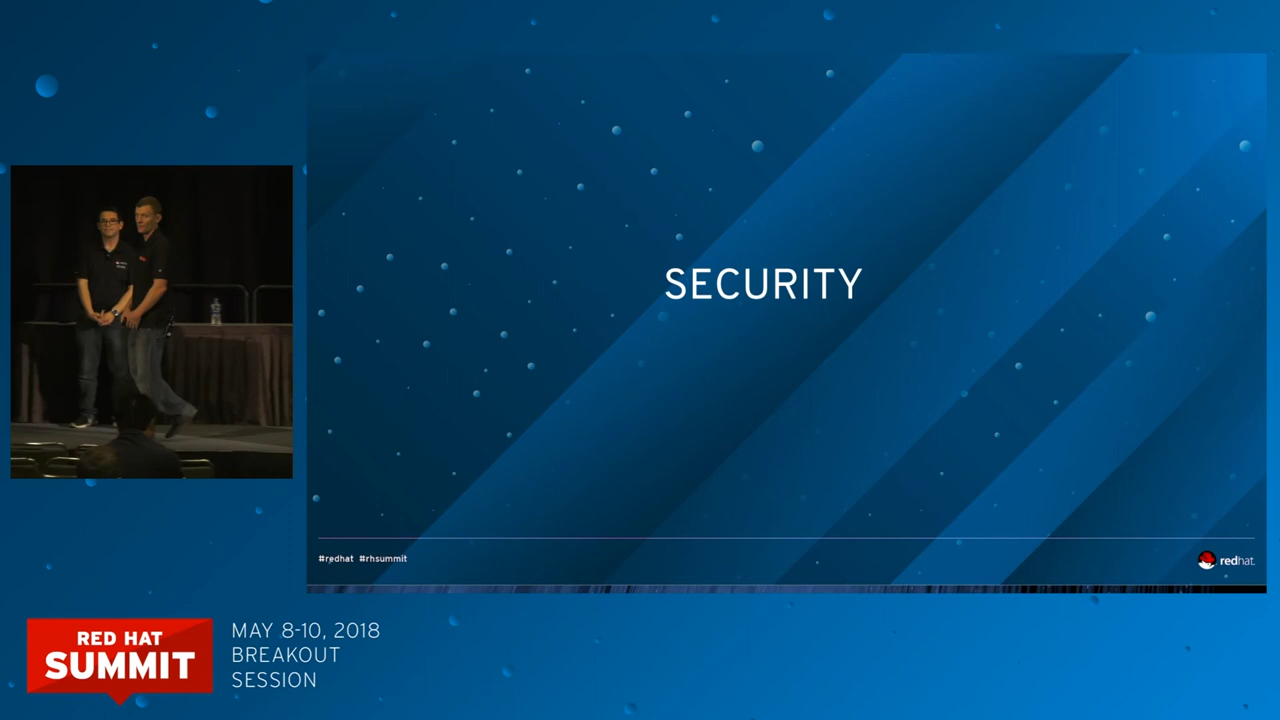 SECURITY
#redhat #rhsummit
redhat.
RED HAT
SUMMIT
MAY 8-10, 2018
BREAKOUT
SESSION